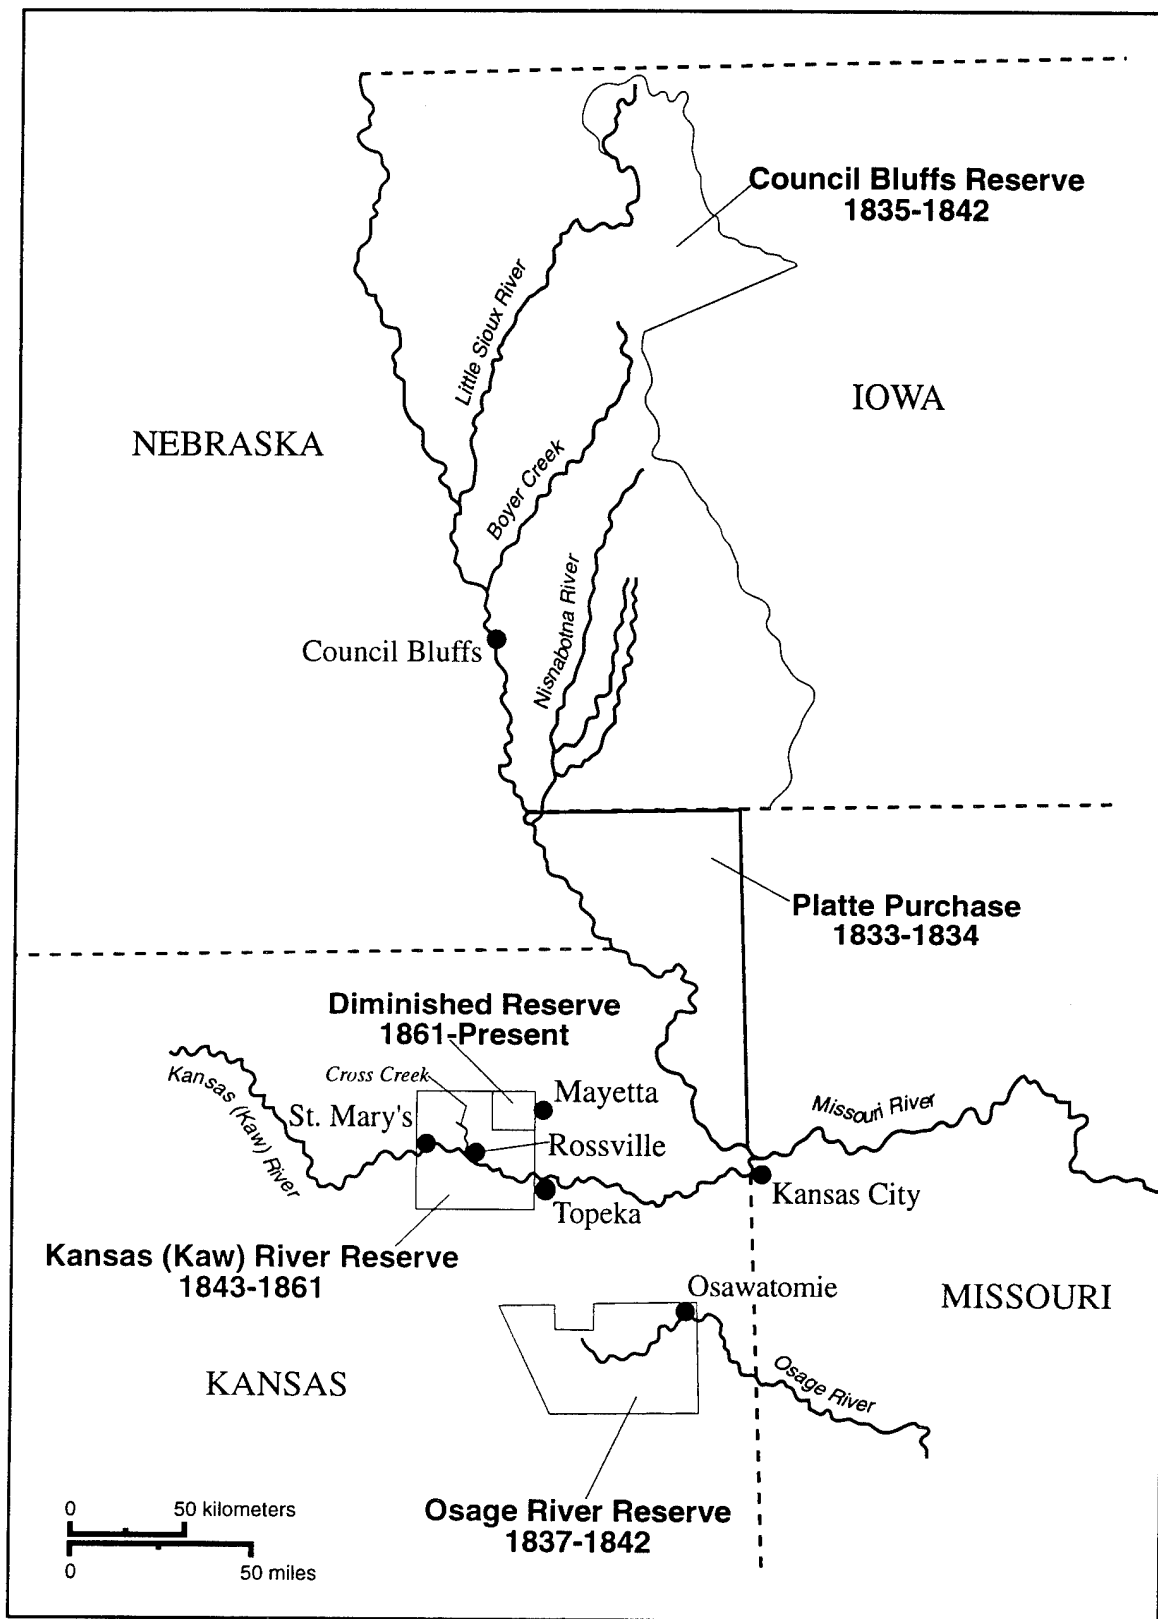 Council Bluffs Reserve
1835-1842
Little Sioux River
IOWA
NEBRASKA
Boyer Creek
Nisnabotna River
Council Bluffs
Platte Purchase
1833-1834
Diminished Reserve
1861-Present
Cross Creek
Kansas (Kaw) River
Mayetta
St. Mary's
Missouri River
Rossville
Kansas City
Topeka
Kansas (Kaw) River Reserve
1843-1861
Osawatomie
MISSOURI
KANSAS
Osage River
0 50 kilometers
Osage River Reserve
1837-1842
0 50 miles